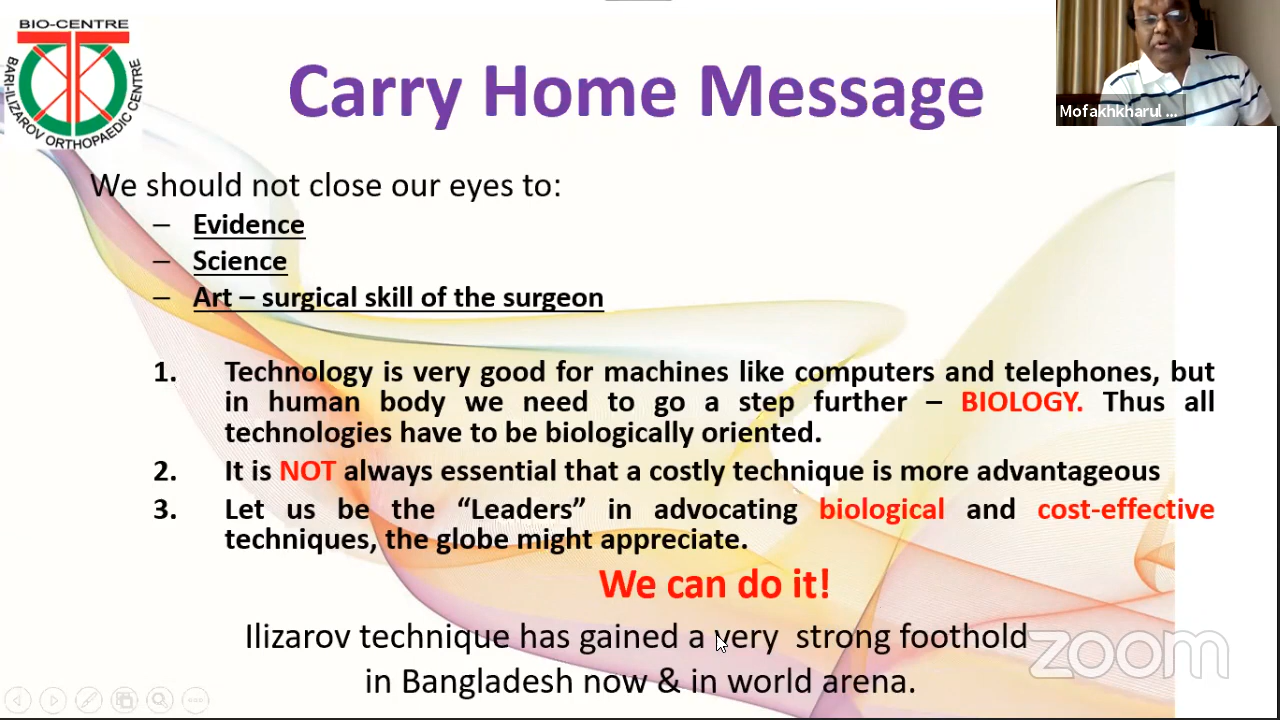 BIO-CENTRE
BARI-ILIZAROV ORTHOPAEDIC CENTRE
Carry Home Message
Mofakhkharul ...
We should not close our eyes to:
– Evidence
– Science
– Art – surgical skill of the surgeon
1. Technology is very good for machines like computers and telephones, but
in human body we need to go a step further – BIOLOGY. Thus all
technologies have to be biologically oriented.
2. It is NOT always essential that a costly technique is more advantageous
3. Let us be the “Leaders” in advocating biological and cost-effective
techniques, the globe might appreciate.
We can do it!
Ilizarov technique has gained a very strong foothold
in Bangladesh now & in world arena.
zoom